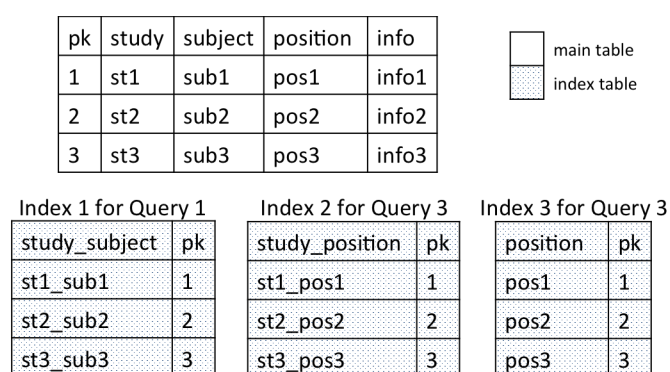 pk study subject position info
1 st1 sub1 pos1 info1
2 st2 sub2 pos2 info2
3 st3 sub3 pos3 info3
main table
index table
Index 1 for Query 1
study_subject pk
st1_sub1 1
st2_sub2 2
st3_sub3 3
Index 2 for Query 3
study_position pk
st1_pos1 1
st2_pos2 2
st3_pos3 3
Index 3 for Query 3
position pk
pos1 1
pos2 2
pos3 3